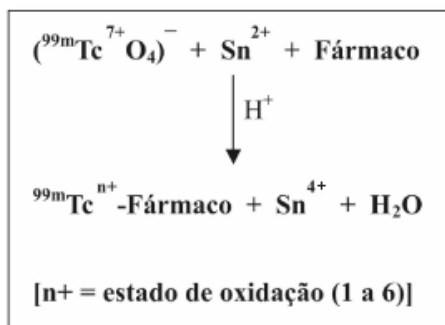 (⁹⁹ᵐTc⁷⁺O₄)⁻ + Sn²⁺ + Fármaco
H⁺
⁹⁹ᵐTcⁿ⁺-Fármaco + Sn⁴⁺ + H₂O
[n+ = estado de oxidação (1 a 6)]